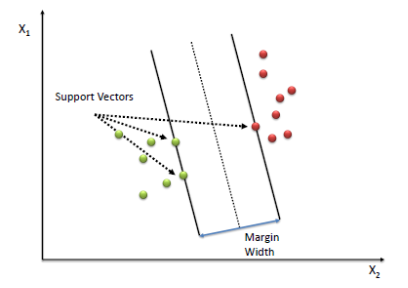 X1
Support Vectors
Margin
Width
X2